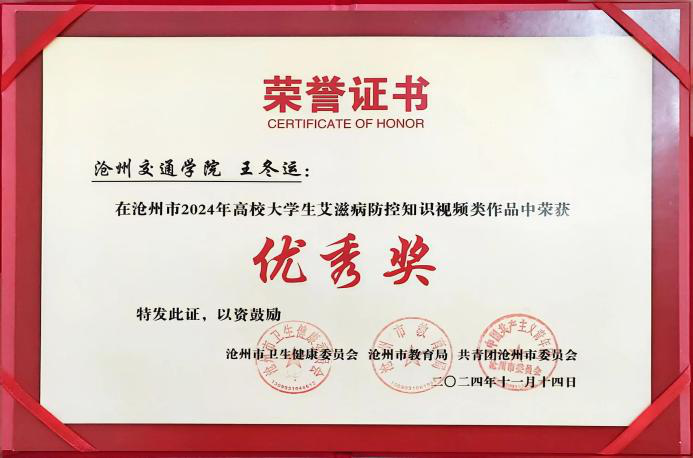 荣誉证书
CERTIFICATE OF HONOR
沧州交通学院 王冬运：
在沧州市2024年高校大学生艾滋病防控知识视频类作品中荣获
优秀奖
特发此证，以资鼓励
沧州市卫生健康委员会 沧州市教育局 共青团沧州市委员会
二〇二四年十一月十四日